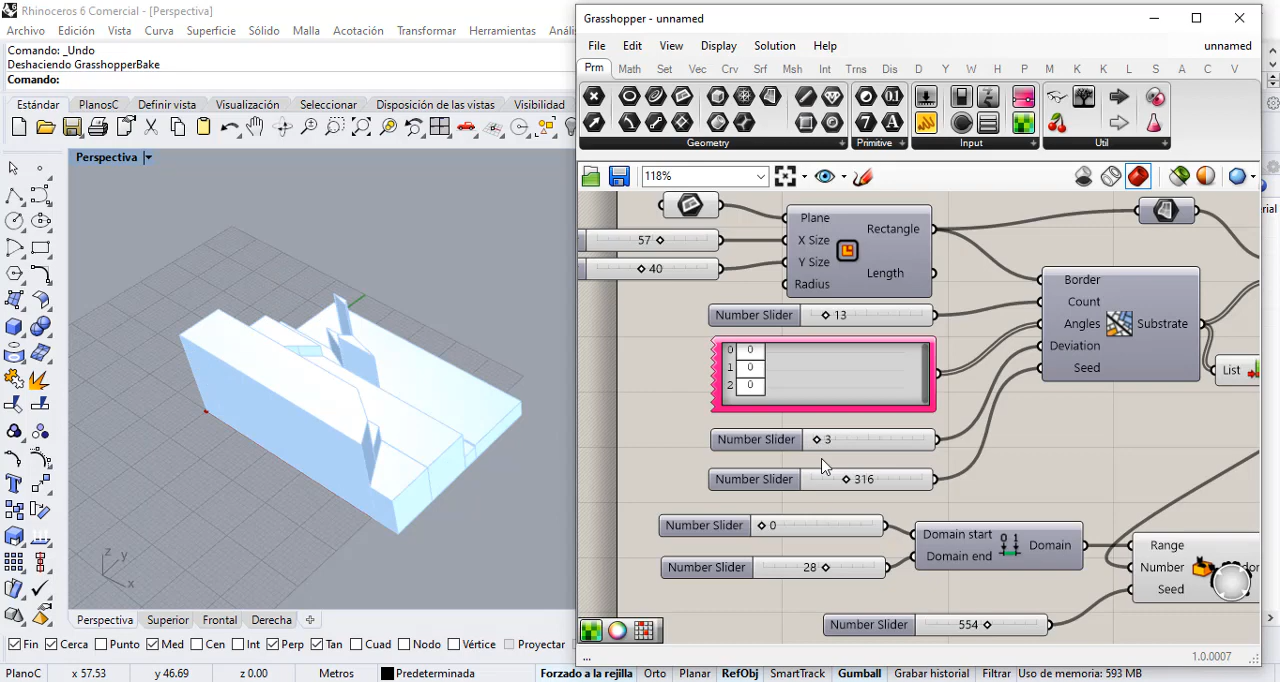 Rhinoceros 6 Comercial - [Perspectiva]
Archivo Edición Vista Curva Superficie Sólido Malla Acotación Transformar Herramientas Anális
Comando: _Undo
Deshaciendo GrasshopperBake
Comando:
Estándar PlanosC Definir vista Visualización Seleccionar Disposición de las vistas Visibilidad
Perspectiva
z
y
x
Perspectiva Superior Frontal Derecha
Fin Cerca Punto Med Cen Int Perp Tan Cuad Nodo Vértice Proyectar
PlanoC x 57.53 y 46.69 z 0.00 Metros Predeterminada Forzado a la rejilla Orto Planar RefObj SmartTrack Gumball Grabar historial Filtrar Uso de memoria: 593 MB
Grasshopper - unnamed
File Edit View Display Solution Help unnamed
Prm Math Set Vec Crv Srf Msh Int Trns Dis D Y W H P M K K L S A C V
Geometry Primitive Input Util
118%
Plane
X Size
Y Size
Radius
Rectangle
Length
57
40
Number Slider 13
0 0
1 0
2 0
Number Slider 3
Number Slider 316
Border
Count
Angles
Deviation
Seed
Substrate
List
Number Slider 0
Number Slider 28
Domain start
Domain end
Domain
Range
Number
Seed
Number Slider 554
...
1.0.0007